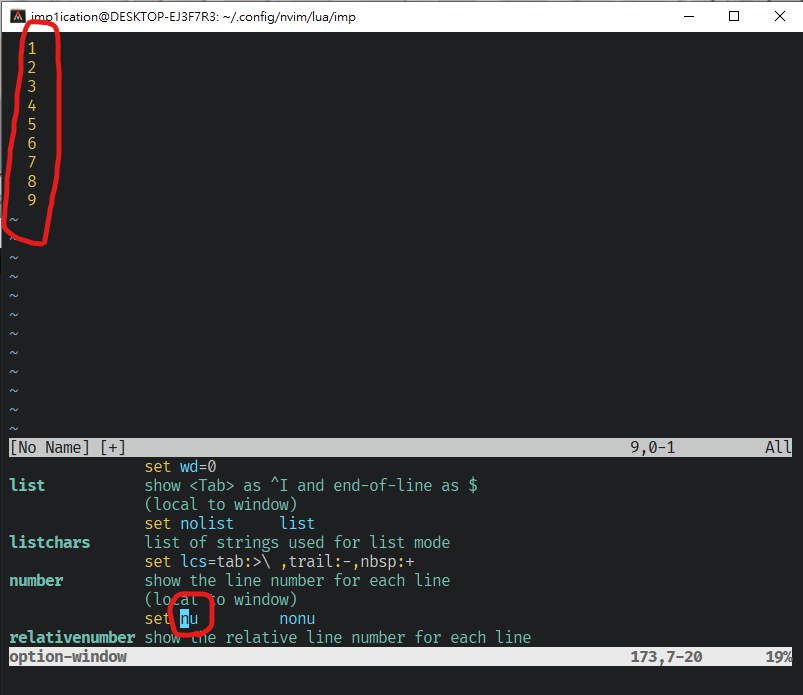 imp1ication@DESKTOP-EJ3F7R3: ~/.config/nvim/lua/imp
1
2
3
4
5
6
7
8
9
~
~
~
~
~
~
~
~
~
~
~
~
[No Name] [+] 9,0-1 All
set wd=0
list show <Tab> as ^I and end-of-line as $
(local to window)
set nolist list
listchars list of strings used for list mode
set lcs=tab:>\ ,trail:-,nbsp:+
number show the line number for each line
(local to window)
set nu nonu
relativenumber show the relative line number for each line
option-window 173,7-20 19%